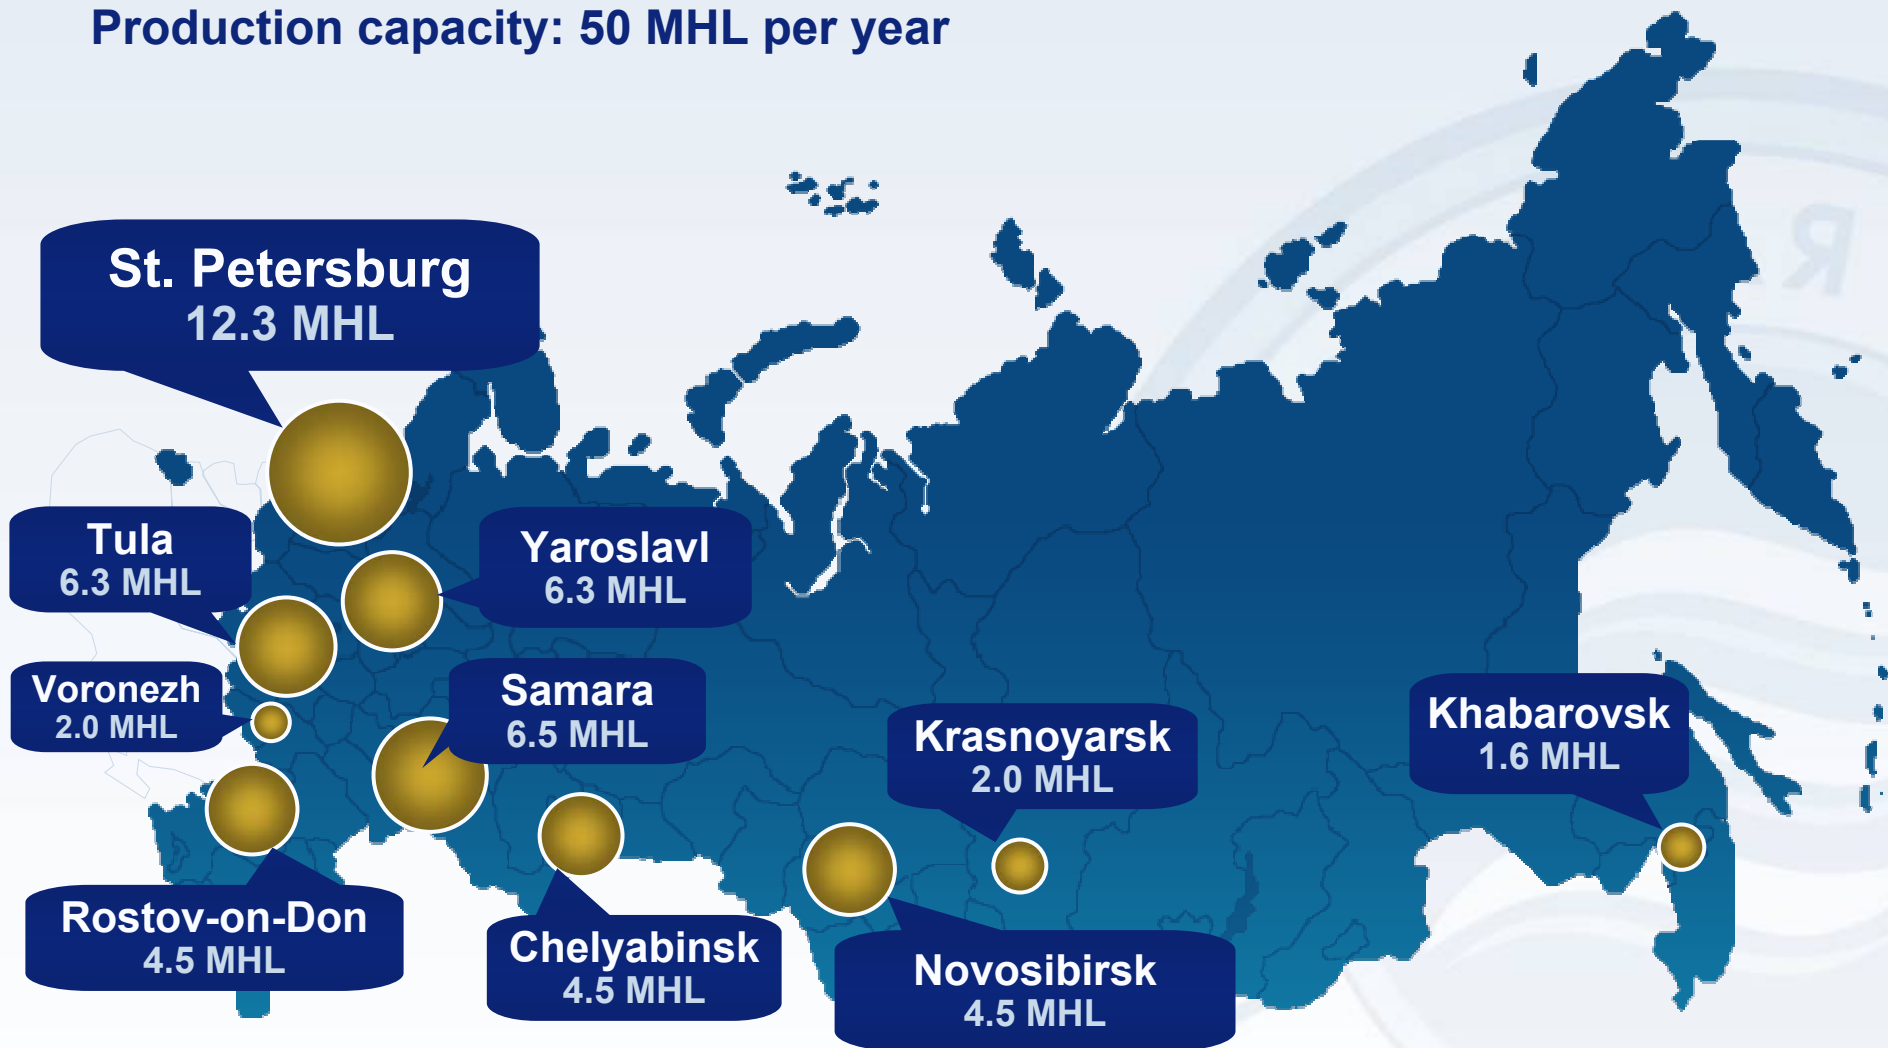 Production capacity: 50 MHL per year
St. Petersburg
12.3 MHL
Tula
6.3 MHL
Yaroslavl
6.3 MHL
Voronezh
2.0 MHL
Samara
6.5 MHL
Krasnoyarsk
2.0 MHL
Khabarovsk
1.6 MHL
Rostov-on-Don
4.5 MHL
Chelyabinsk
4.5 MHL
Novosibirsk
4.5 MHL